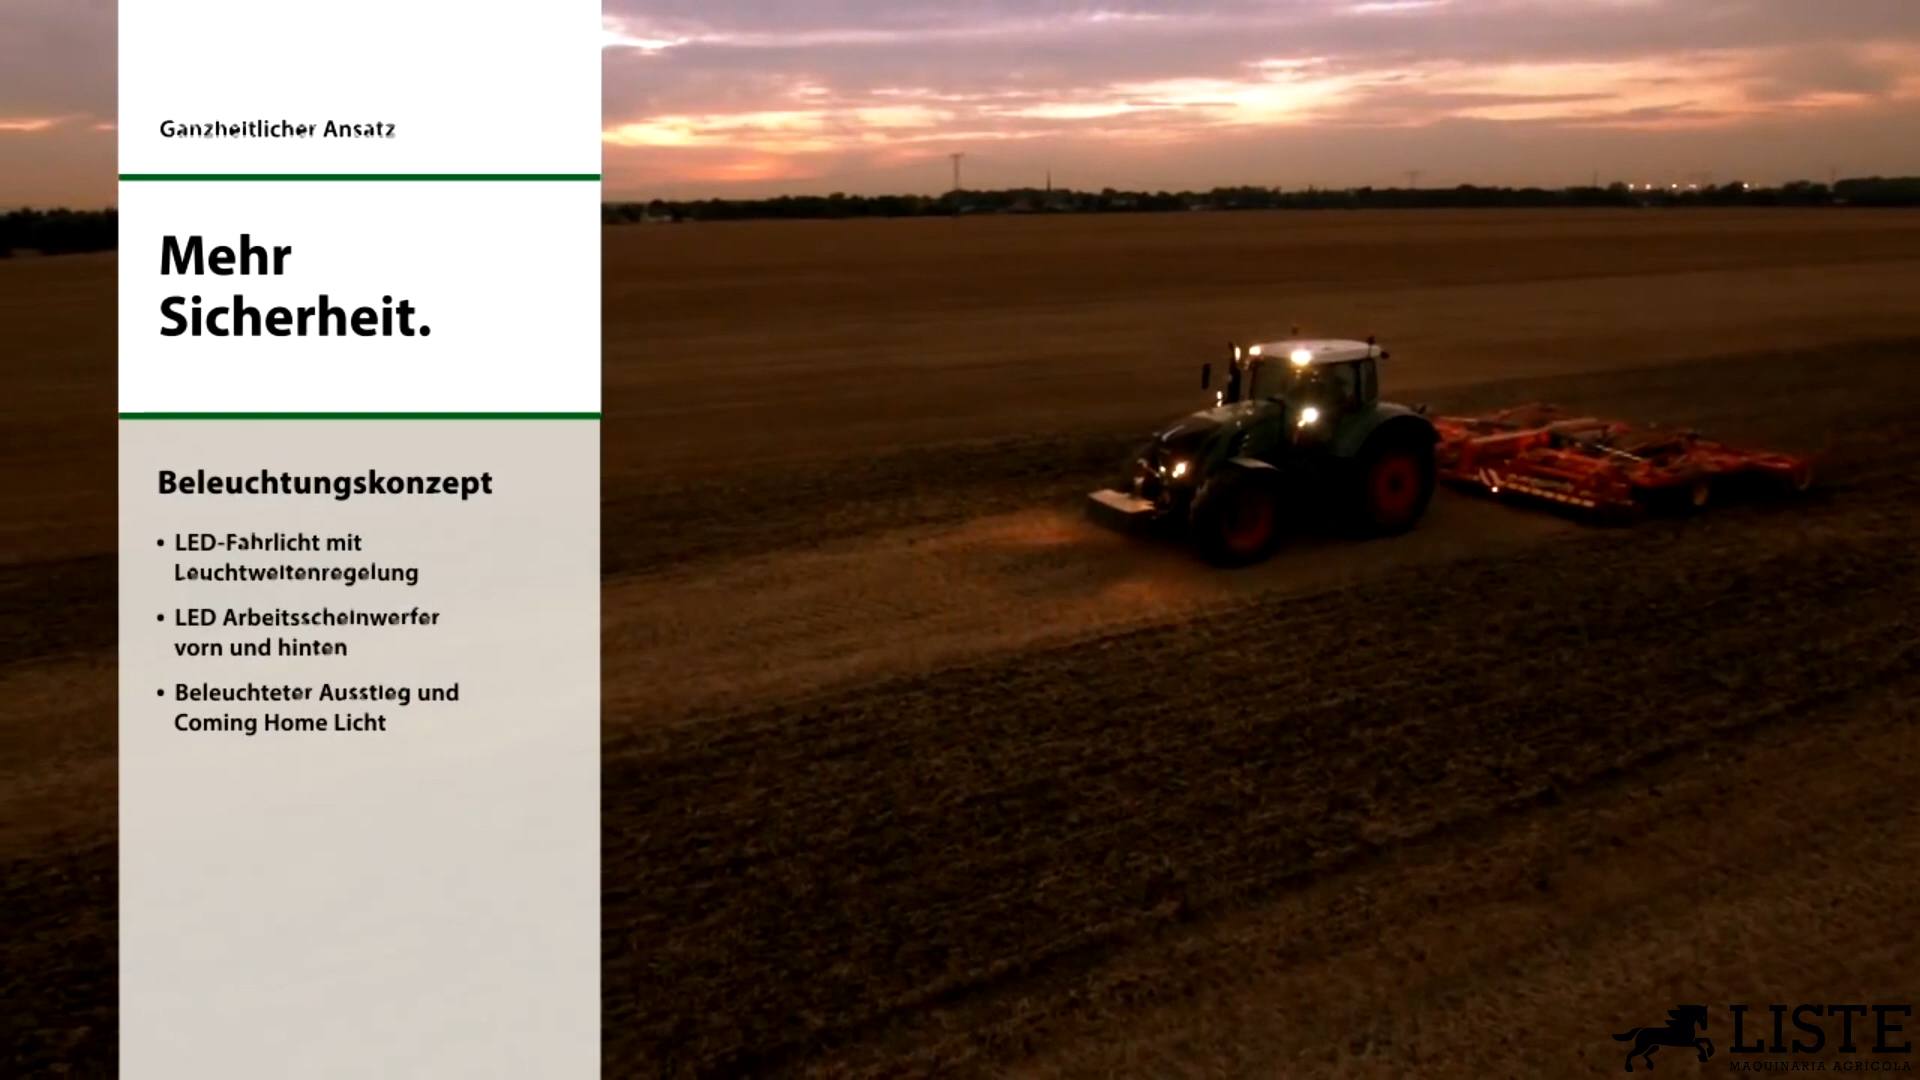 Ganzheitlicher Ansatz
Mehr
Sicherheit.
Beleuchtungskonzept
• LED-Fahrlicht mit
Leuchtweitenregelung
• LED Arbeitsscheinwerfer
vorn und hinten
• Beleuchteter Ausstieg und
Coming Home Licht
LISTE
MAQUINARIA AGRÍCOLA